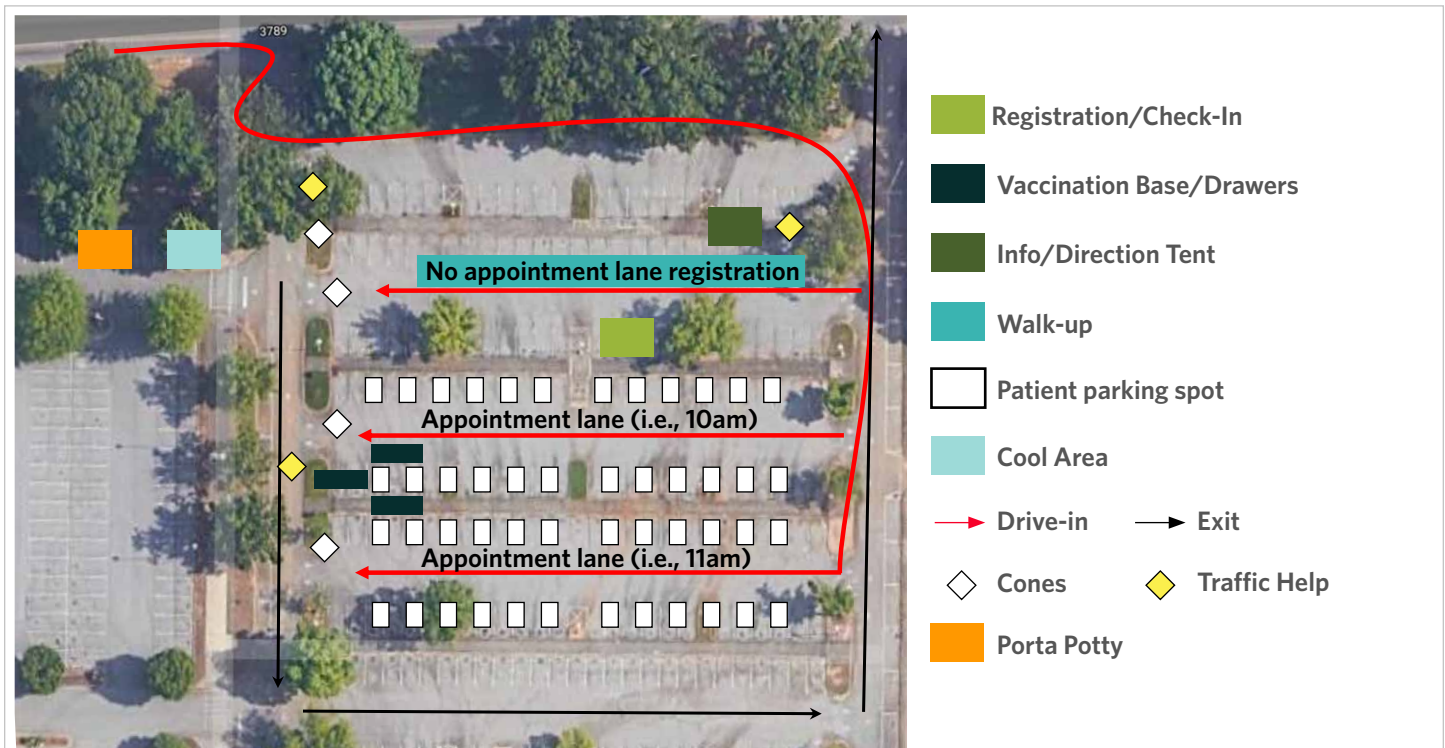 3789
No appointment lane registration
Appointment lane (i.e., 10am)
Appointment lane (i.e., 11am)
Registration/Check-In
Vaccination Base/Drawers
Info/Direction Tent
Walk-up
Patient parking spot
Cool Area
Drive-in
Exit
Cones
Traffic Help
Porta Potty